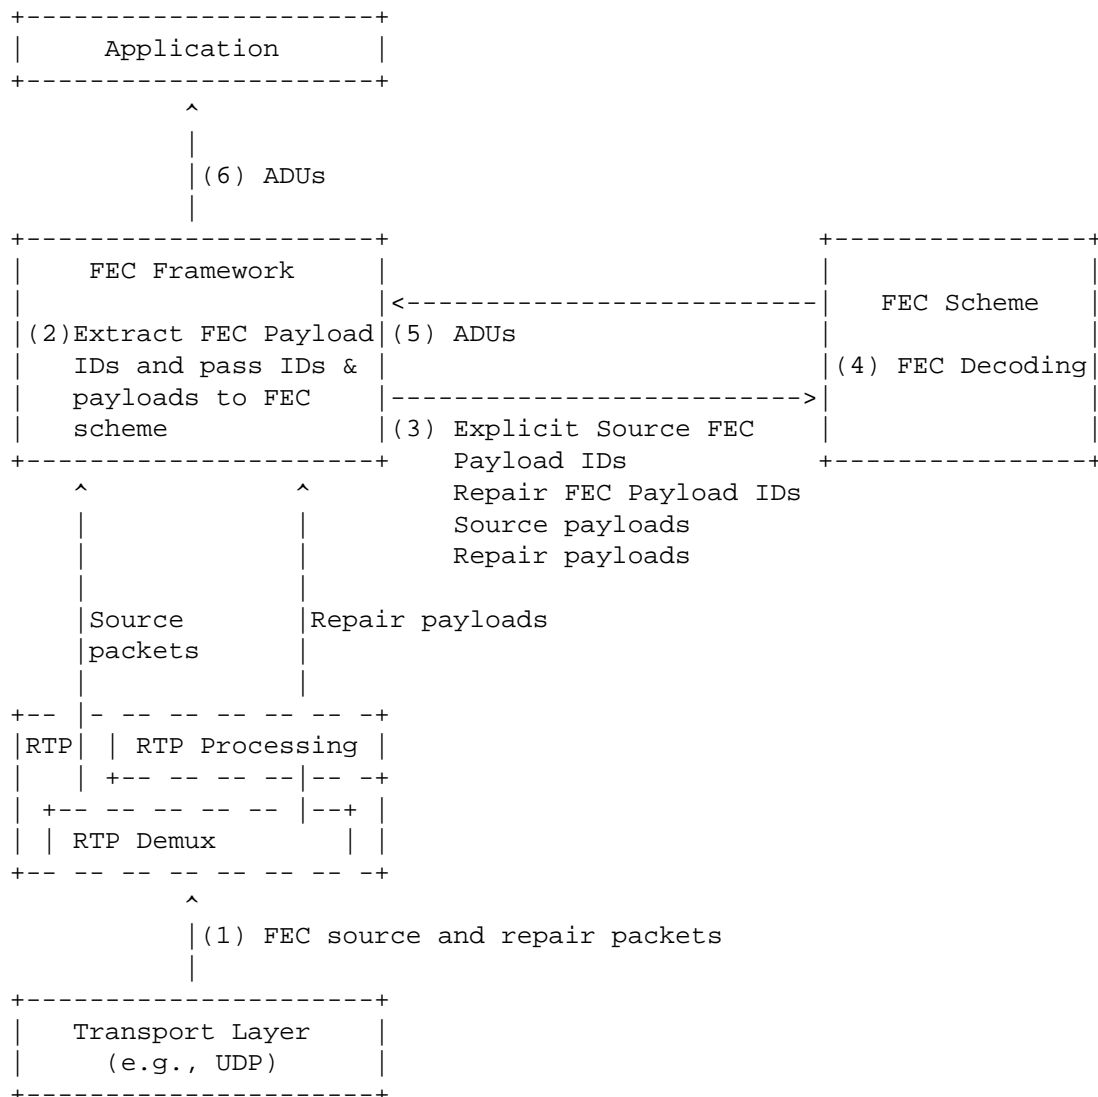 Application
(6) ADUs
FEC Framework
FEC Scheme
(2)Extract FEC Payload
(5) ADUs
IDs and pass IDs &
(4) FEC Decoding
payloads to FEC
scheme
(3) Explicit Source FEC
Payload IDs
Repair FEC Payload IDs
Source payloads
Repair payloads
Source
Repair payloads
packets
RTP
RTP Processing
RTP Demux
(1) FEC source and repair packets
Transport Layer
(e.g., UDP)